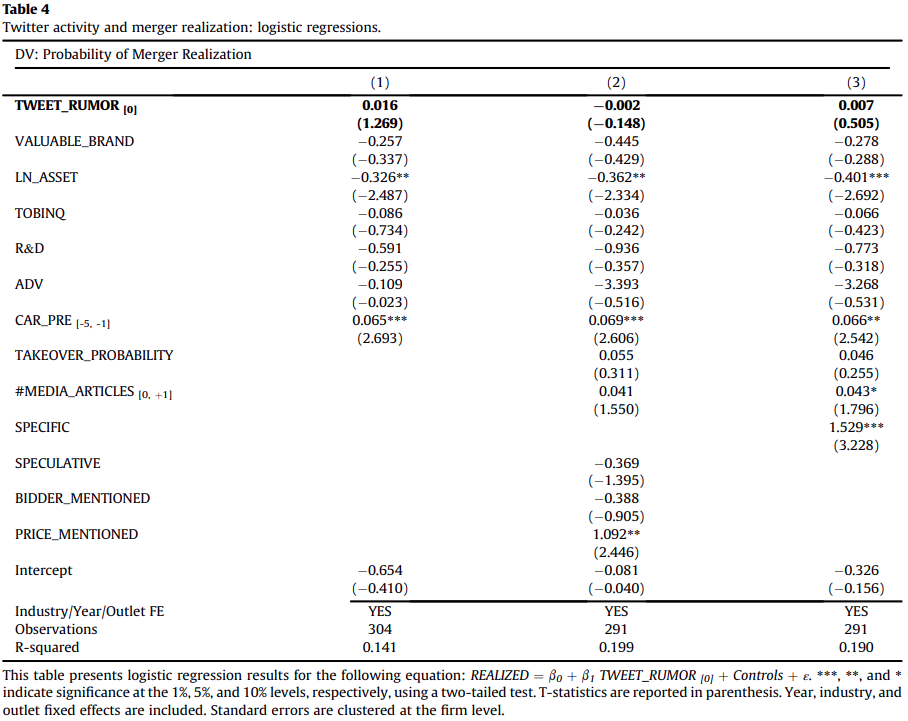 Table 4
Twitter activity and merger realization: logistic regressions.
DV: Probability of Merger Realization
(1) (2) (3)
TWEET_RUMOR [0] 0.016 −0.002 0.007
(1.269) (−0.148) (0.505)
VALUABLE_BRAND −0.257 −0.445 −0.278
(−0.337) (−0.429) (−0.288)
LN_ASSET −0.326** −0.362** −0.401***
(−2.487) (−2.334) (−2.692)
TOBINQ −0.086 −0.036 −0.066
(−0.734) (−0.242) (−0.423)
R&D −0.591 −0.936 −0.773
(−0.255) (−0.357) (−0.318)
ADV −0.109 −3.393 −3.268
(−0.023) (−0.516) (−0.531)
CAR_PRE [-5, -1] 0.065*** 0.069*** 0.066**
(2.693) (2.606) (2.542)
TAKEOVER_PROBABILITY 0.055 0.046
(0.311) (0.255)
#MEDIA_ARTICLES [0, +1] 0.041 0.043*
(1.550) (1.796)
SPECIFIC 1.529***
(3.228)
SPECULATIVE −0.369
(−1.395)
BIDDER_MENTIONED −0.388
(−0.905)
PRICE_MENTIONED 1.092**
(2.446)
Intercept −0.654 −0.081 −0.326
(−0.410) (−0.040) (−0.156)
Industry/Year/Outlet FE YES YES YES
Observations 304 291 291
R-squared 0.141 0.199 0.190
This table presents logistic regression results for the following equation: REALIZED = β0 + β1 TWEET_RUMOR [0] + Controls + ε. ***, **, and *
indicate significance at the 1%, 5%, and 10% levels, respectively, using a two-tailed test. T-statistics are reported in parenthesis. Year, industry, and
outlet fixed effects are included. Standard errors are clustered at the firm level.